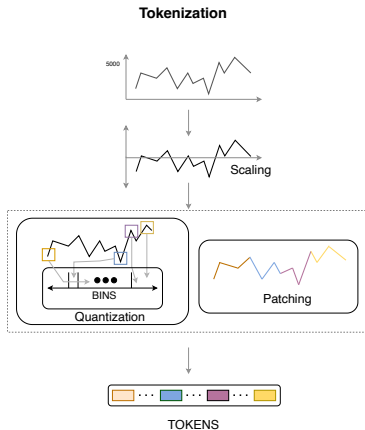 Tokenization
5000
Scaling
BINS
Quantization
Patching
TOKENS